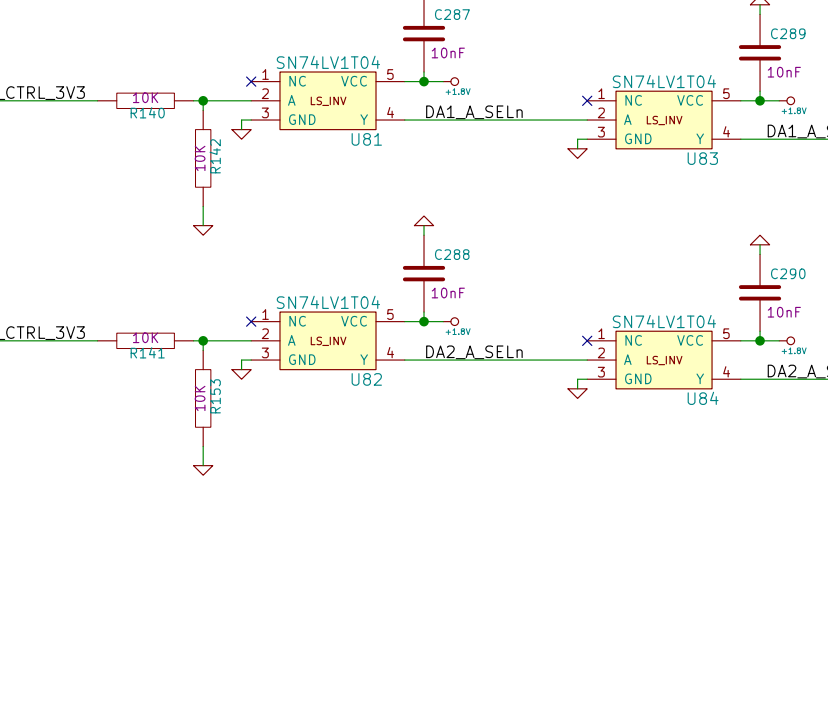 C287
10nF
C289
10nF
SN74LV1T04
1 NC VCC 5
+1.8V
_CTRL_3V3
10K
R140
2 A LS_INV
3 GND Y 4
U81
DA1_A_SELn
10K
R142
SN74LV1T04
1 NC VCC 5
+1.8V
2 A LS_INV
3 GND Y 4
U83
DA1_A_S
C288
10nF
C290
10nF
SN74LV1T04
1 NC VCC 5
+1.8V
_CTRL_3V3
10K
R141
2 A LS_INV
3 GND Y 4
U82
DA2_A_SELn
10K
R153
SN74LV1T04
1 NC VCC 5
+1.8V
2 A LS_INV
3 GND Y 4
U84
DA2_A_S